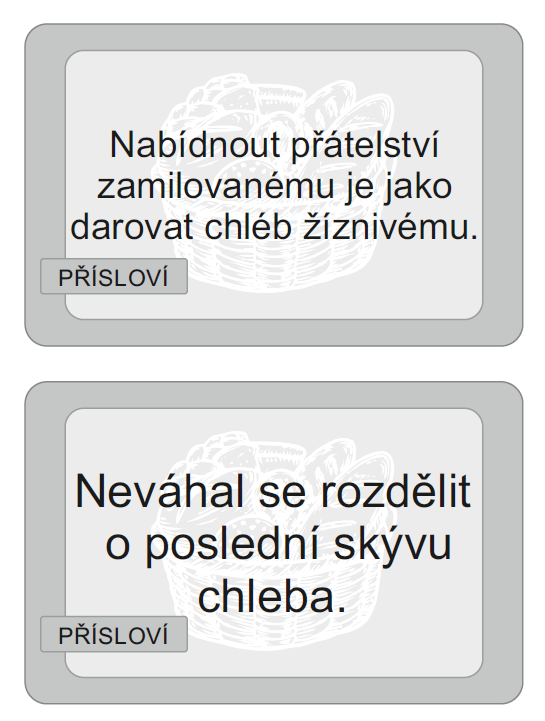 Nabídnout přátelství
zamilovanému je jako
darovat chléb žíznivému.
PŘÍSLOVÍ
Neváhal se rozdělit
o poslední skývu
chleba.
PŘÍSLOVÍ